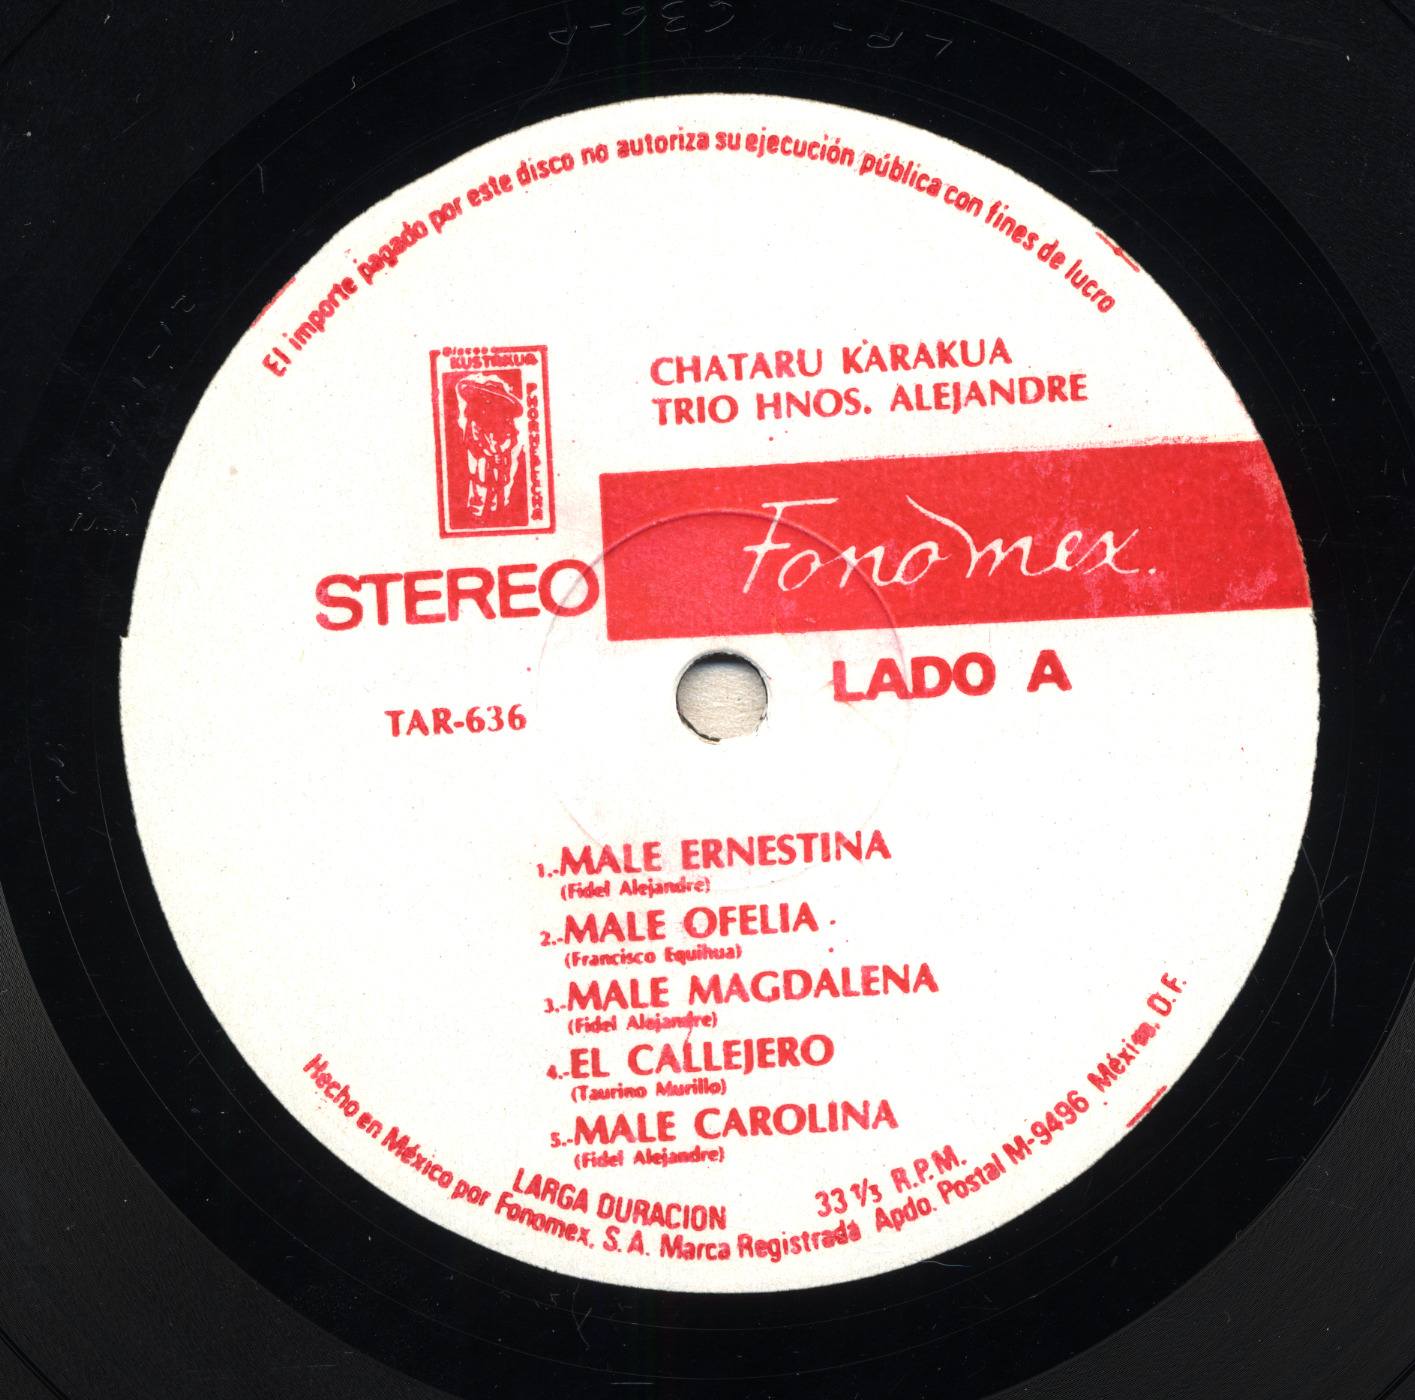 El importe pagado por este disco no autoriza su ejecución pública con fines de lucro
Discos
KUSTAKUA
CHATARU KARAKUA
TRIO HNOS. ALEJANDRE
Fonomex.
STEREO
LADO A
TAR-636
1.-MALE ERNESTINA
(Fidel Alejandre)
2.-MALE OFELIA
(Francisco Equihua)
3.-MALE MAGDALENA
(Fidel Alejandre)
4.-EL CALLEJERO
(Taurino Murillo)
5.-MALE CAROLINA
(Fidel Alejandre)
LARGA DURACION
33 1/3 R.P.M.
Hecho en México por Fonomex, S. A. Marca Registrada Apdo. Postal M-9496 México, D. F.